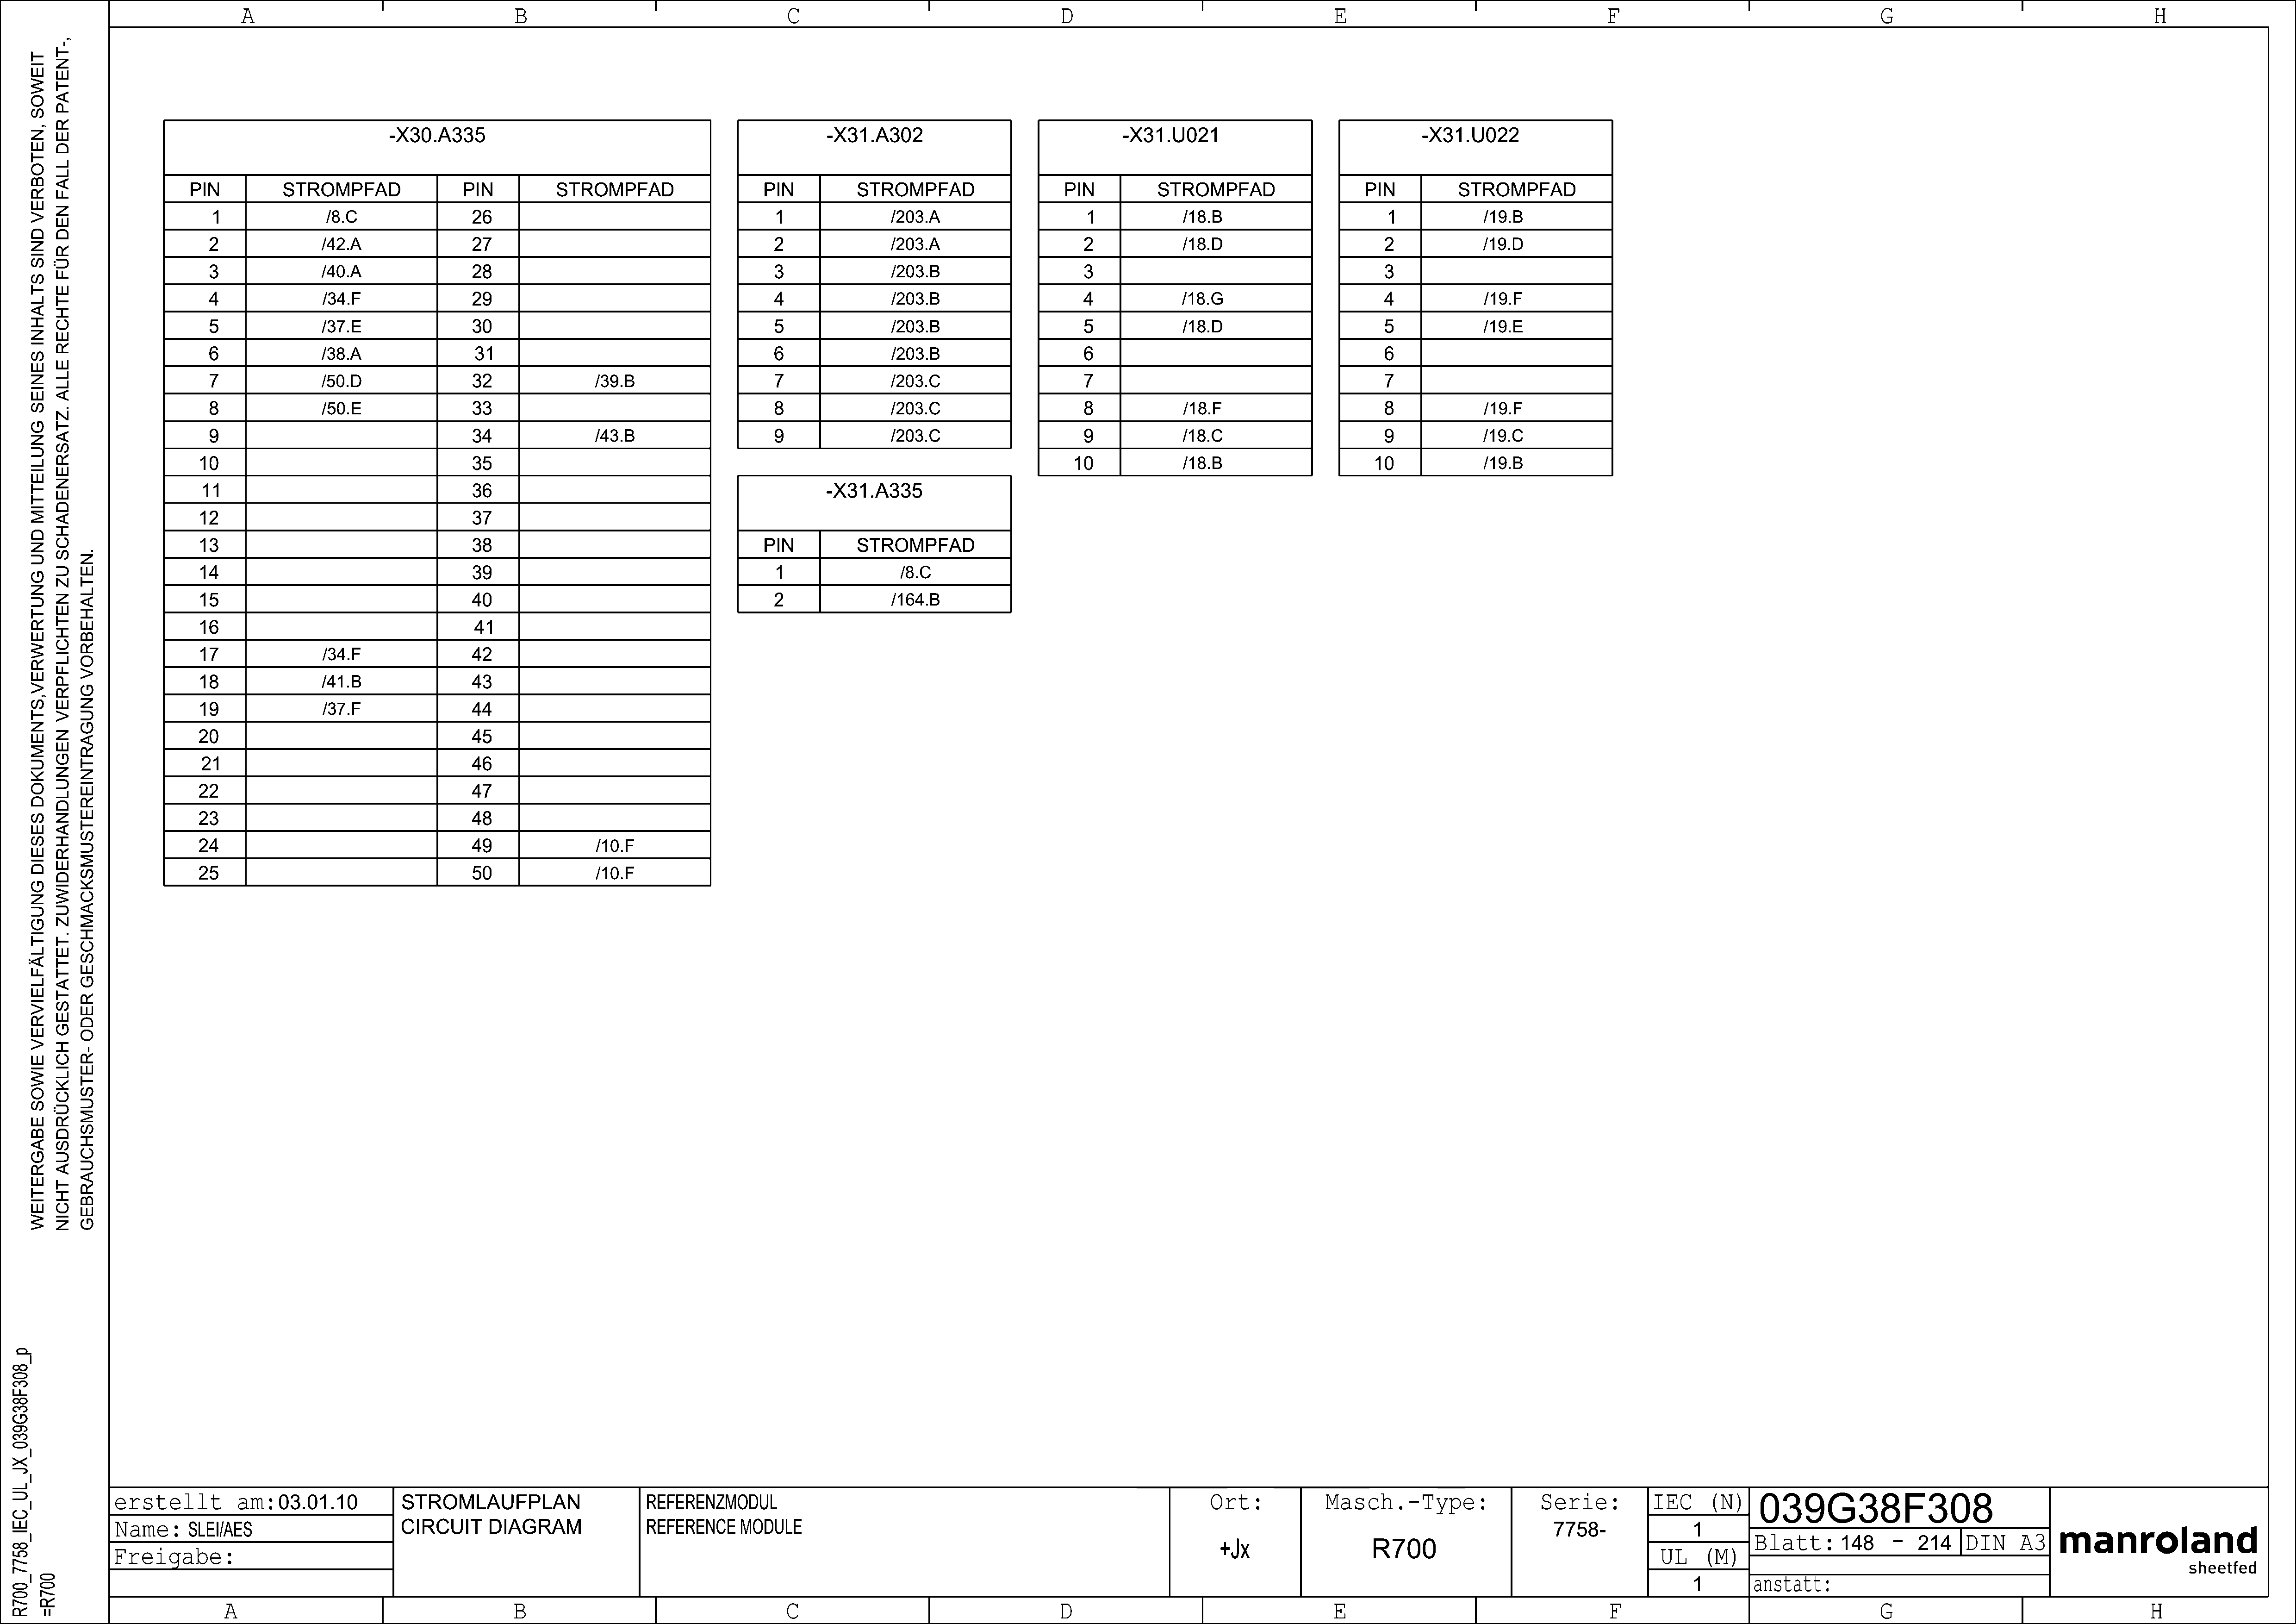 A B C D E F G H
WEITERGABE SOWIE VERVIELFÄLTIGUNG DIESES DOKUMENTS,VERWERTUNG UND MITTEILUNG SEINES INHALTS SIND VERBOTEN, SOWEIT
NICHT AUSDRÜCKLICH GESTATTET. ZUWIDERHANDLUNGEN VERPFLICHTEN ZU SCHADENERSATZ. ALLE RECHTE FÜR DEN FALL DER PATENT-,
GEBRAUCHSMUSTER- ODER GESCHMACKSMUSTEREINTRAGUNG VORBEHALTEN.
R700_7758_IEC_UL_JX_039G38F308_p
=R700
-X30.A335
PIN STROMPFAD PIN STROMPFAD
1 /8.C 26
2 /42.A 27
3 /40.A 28
4 /34.F 29
5 /37.E 30
6 /38.A 31
7 /50.D 32 /39.B
8 /50.E 33
9 34 /43.B
10 35
11 36
12 37
13 38
14 39
15 40
16 41
17 /34.F 42
18 /41.B 43
19 /37.F 44
20 45
21 46
22 47
23 48
24 49 /10.F
25 50 /10.F
-X31.A302
PIN STROMPFAD
1 /203.A
2 /203.A
3 /203.B
4 /203.B
5 /203.B
6 /203.B
7 /203.C
8 /203.C
9 /203.C
-X31.A335
PIN STROMPFAD
1 /8.C
2 /164.B
-X31.U021
PIN STROMPFAD
1 /18.B
2 /18.D
3
4 /18.G
5 /18.D
6
7
8 /18.F
9 /18.C
10 /18.B
-X31.U022
PIN STROMPFAD
1 /19.B
2 /19.D
3
4 /19.F
5 /19.E
6
7
8 /19.F
9 /19.C
10 /19.B
erstellt am: 03.01.10
Name: SLEI/AES
Freigabe:
STROMLAUFPLAN
CIRCUIT DIAGRAM
REFERENZMODUL
REFERENCE MODULE
Ort:
+Jx
Masch.-Type:
R700
Serie:
7758-
IEC (N)
1
UL (M)
1
039G38F308
Blatt: 148 - 214 DIN A3
anstatt:
manroland
sheetfed
A B C D E F G H